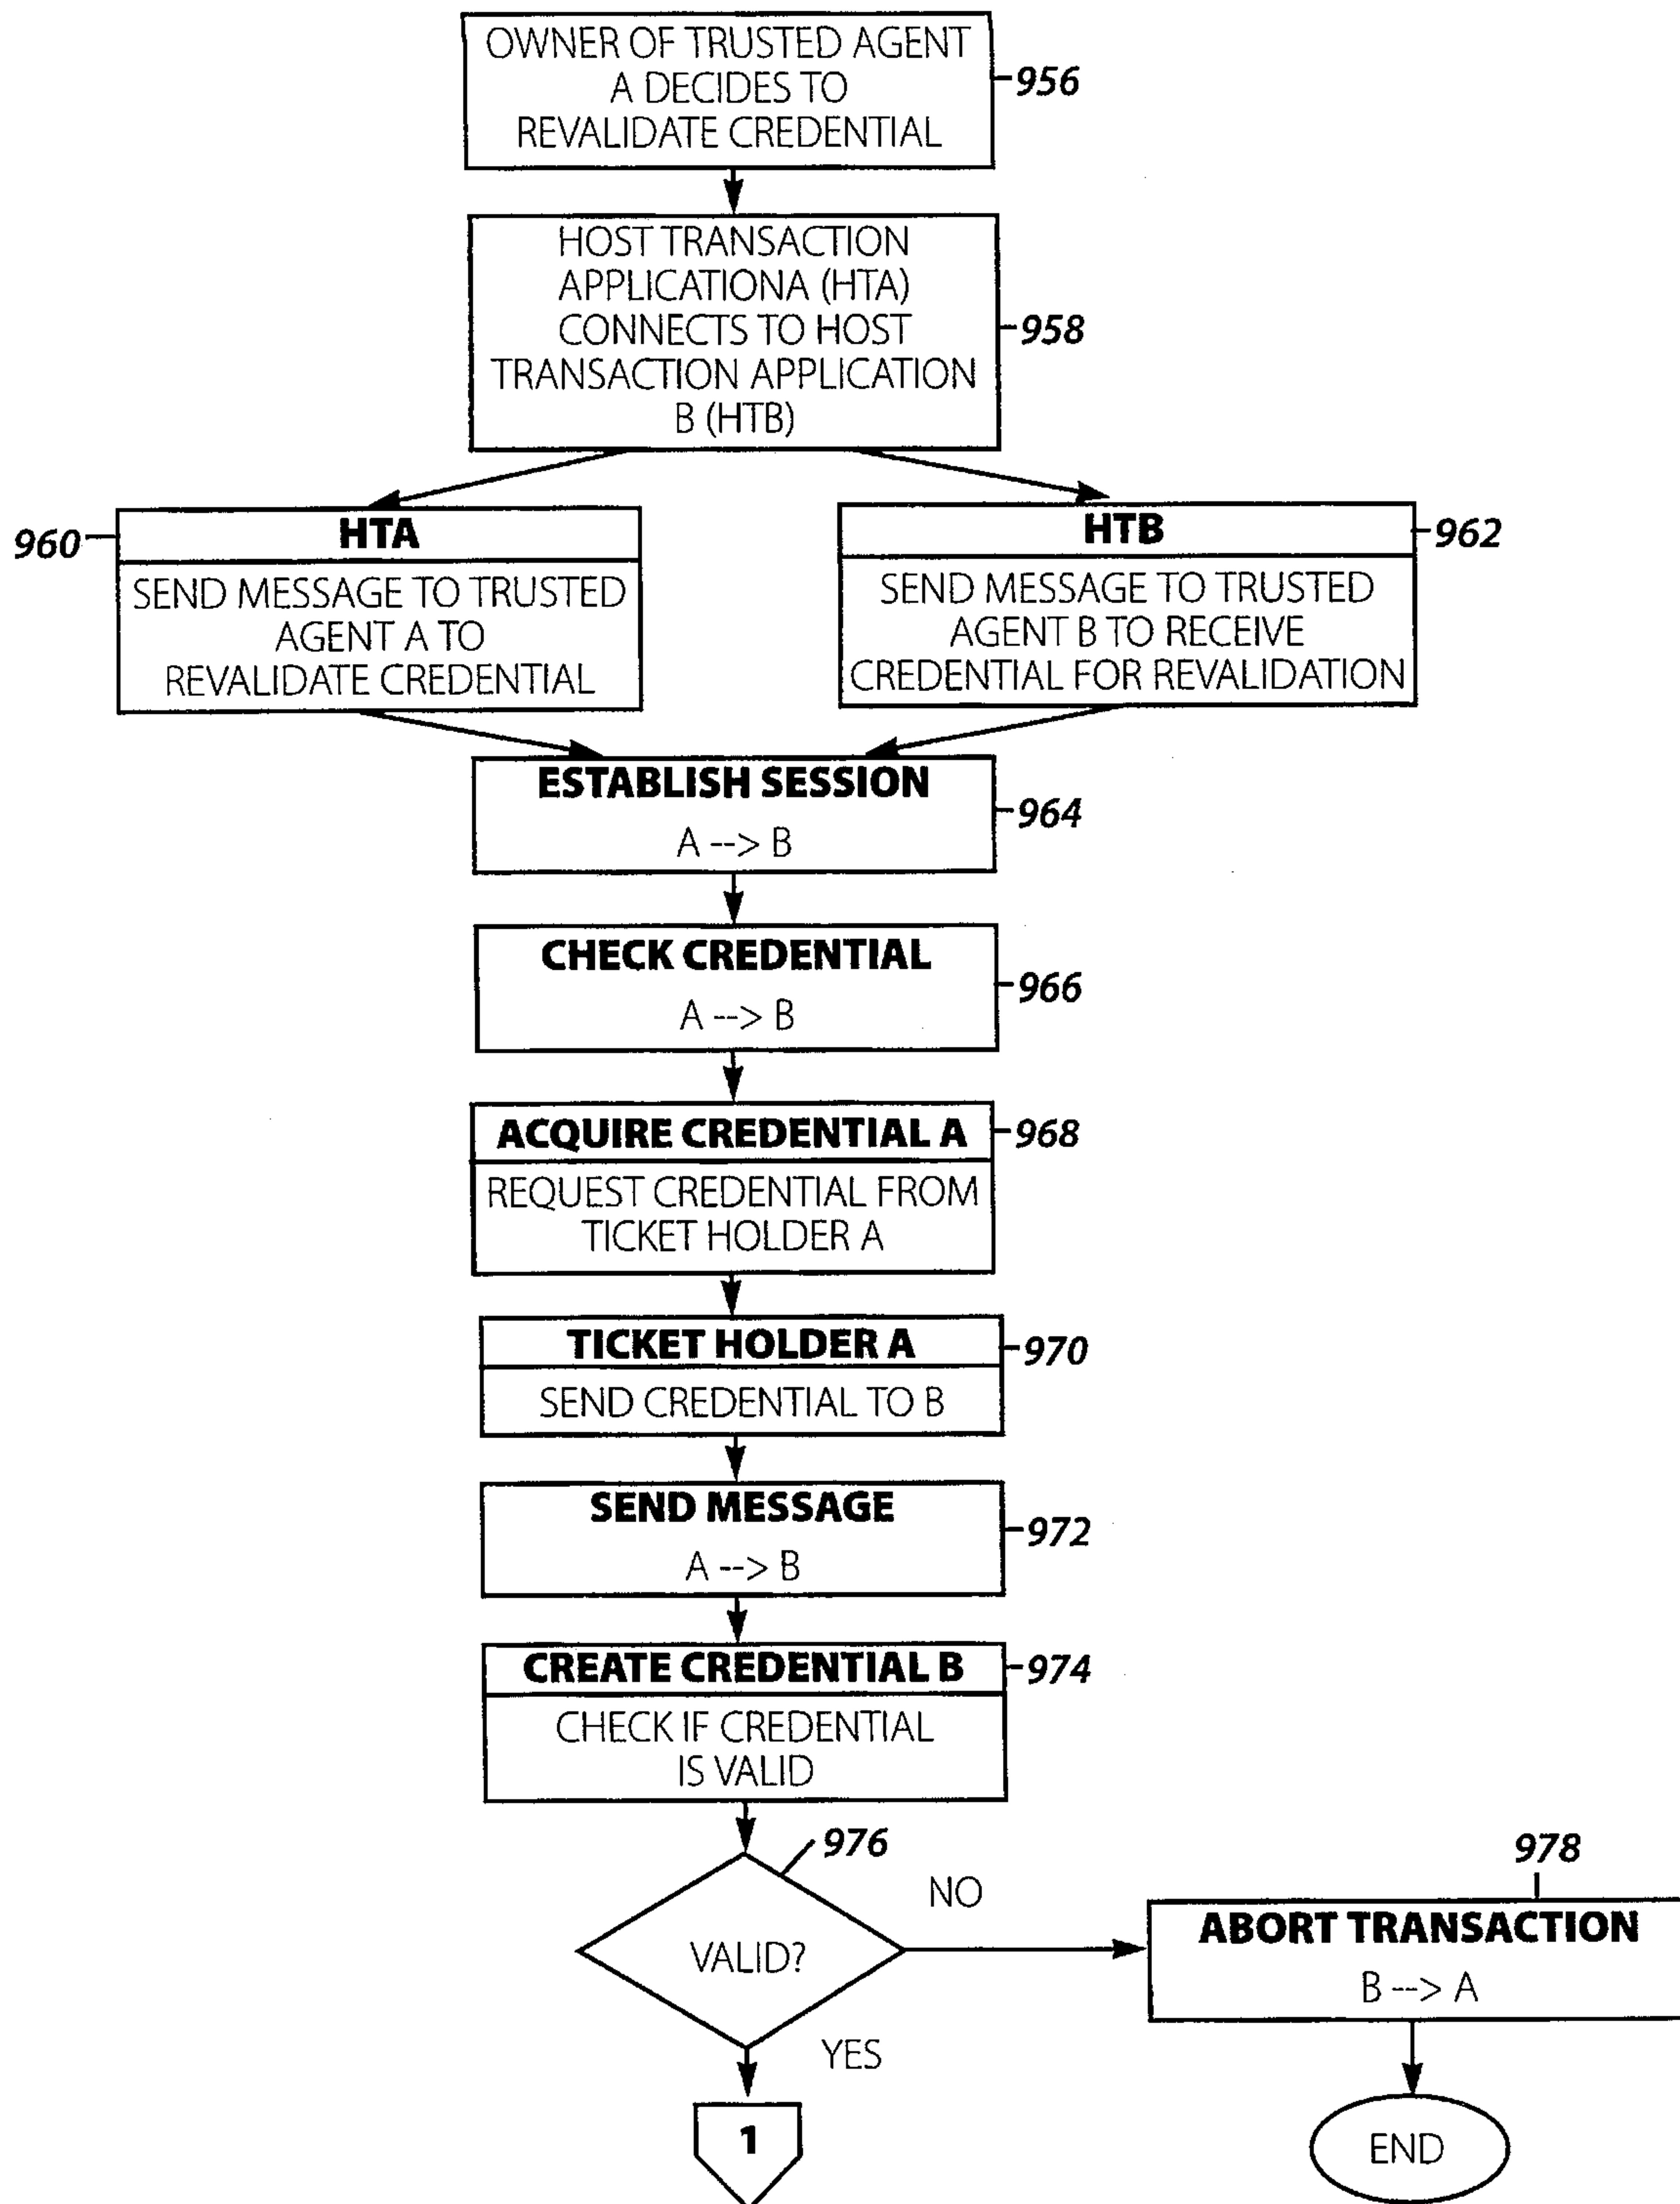 OWNER OF TRUSTED AGENT
A DECIDES TO
REVALIDATE CREDENTIAL
956
HOST TRANSACTION
APPLICATIONA (HTA)
CONNECTS TO HOST
TRANSACTION APPLICATION
B (HTB)
958
960
HTA
SEND MESSAGE TO TRUSTED
AGENT A TO
REVALIDATE CREDENTIAL
HTB
962
SEND MESSAGE TO TRUSTED
AGENT B TO RECEIVE
CREDENTIAL FOR REVALIDATION
ESTABLISH SESSION
A --> B
964
CHECK CREDENTIAL
A --> B
966
ACQUIRE CREDENTIAL A
968
REQUEST CREDENTIAL FROM
TICKET HOLDER A
TICKET HOLDER A
970
SEND CREDENTIAL TO B
SEND MESSAGE
A --> B
972
CREATE CREDENTIAL B
974
CHECK IF CREDENTIAL
IS VALID
976
VALID?
NO
978
ABORT TRANSACTION
B --> A
YES
1
END